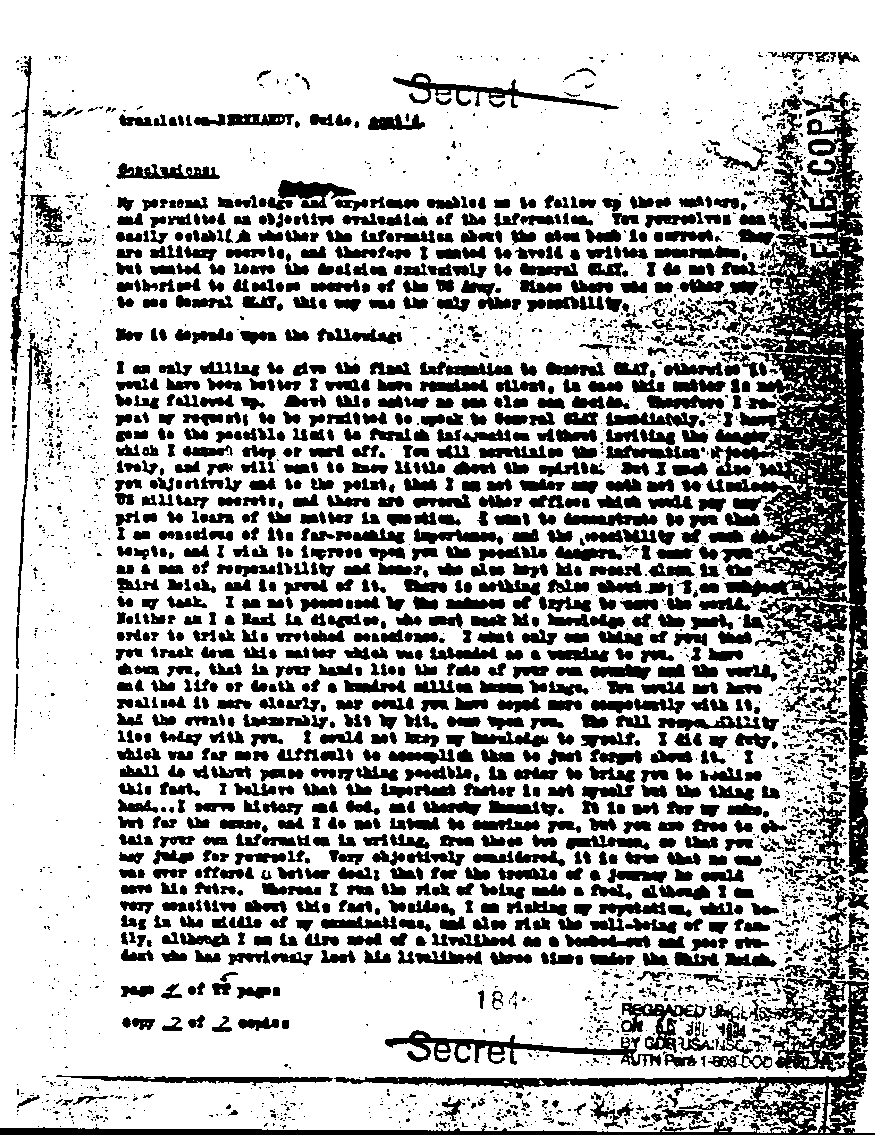 Secret
FILE COPY
translation-BERNHARDT, Guido, cont'd.
Conclusions:
My personal knowledge and experience enabled me to follow up these matters,
and permitted an objective evaluation of the information. You yourselves can
easily establish whether the information about the atom bomb is correct. They
are military secrets, and therefore I wanted to avoid a written memorandum,
but wanted to leave the decision exclusively to General CLAY. I do not feel
authorized to disclose secrets of the US Army. Since there was no other way
to see General CLAY, this way was the only other possibility.
Now it depends upon the following:
I am only willing to give the final information to General CLAY, otherwise it
would have been better I would have remained silent, in case this matter is not
being followed up. About this matter no one else can decide. Therefore I re-
peat my request; to be permitted to speak to General CLAY immediately. I have
gone to the possible limit to furnish information without inviting the danger
which I cannot stop or ward off. You will scrutinize the information object-
ively, and you will want to know little about the spirits. But I must also tell
you objectively and to the point, that I am not under any oath not to disclose
US military secrets, and there are several other offices which would pay any
price to learn of the matter in question. I want to demonstrate to you that
I am conscious of its far-reaching importance, and the possibility of such at-
tempts, and I wish to impress upon you the possible dangers. I came to you
as a man of responsibility and honor, who also kept his record clean in the
Third Reich, and is proud of it. There is nothing false about me; I am subject
to my task. I am not possessed by the madness of trying to save the world.
Neither am I a Nazi in disguise, who must mask his knowledge of the past, in
order to trick his wretched conscience. I want only one thing of you; that
you track down this matter which was intended as a warning to you. I have
shown you, that in your hands lies the fate of your own country and the world,
and the life or death of a hundred million human beings. You would not have
realized it more clearly, nor could you have coped more competently with it,
had the events inexorably, bit by bit, come upon you. The full responsibility
lies today with you. I could not keep my knowledge to myself. I did my duty,
which was far more difficult to accomplish than to just forget about it. I
shall do without pause everything possible, in order to bring you to realize
this fact. I believe that the important factor is not myself but the thing in
hand...I serve history and God, and thereby Humanity. It is not for my sake,
but for the cause, and I do not intend to convince you, but you are free to ob-
tain your own information in writing, from these two gentlemen, so that you
may judge for yourself. Very objectively considered, it is true that no one
was ever offered a better deal; that for the trouble of a journey he could
save his futre. Whereas I run the risk of being made a fool, although I am
very sensitive about this fact, besides, I am risking my reputation, while be-
ing in the middle of my examinations, and also risk the well-being of my fam-
ily, although I am in dire need of a livelihood as a bombed-out and poor stu-
dent who has previously lost his livelihood three times under the Third Reich.
page 4 of 5 pages
copy 2 of 2 copies
184
Secret
REGRADED UNCLASSIFIED
ON JUL
BY CDR USAINSCOM
AUTH Para 1-603 DOD